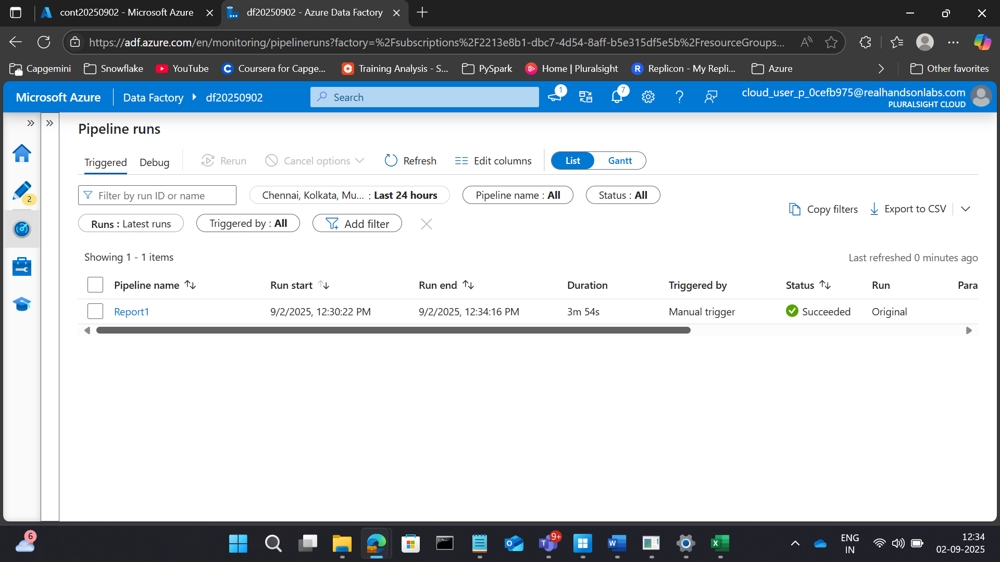 cont20250902 - Microsoft Azure
df20250902 - Azure Data Factory
https://adf.azure.com/en/monitoring/pipelineruns?factory=%2Fsubscriptions%2F2213e8b1-dbc7-4d54-8aff-b5e315df5e5b%2FresourceGroups...
Capgemini Snowflake YouTube Coursera for Capge... Training Analysis - S... PySpark Home | Pluralsight Replicon - My Repli... Azure Other favorites
Microsoft Azure Data Factory df20250902 Search 1 7 cloud_user_p_0cefb975@realhandsonlabs.com
PLURALSIGHT CLOUD
Pipeline runs
Triggered Debug Rerun Cancel options Refresh Edit columns List Gantt
2
Filter by run ID or name Chennai, Kolkata, Mu... : Last 24 hours Pipeline name : All Status : All
Copy filters Export to CSV
Runs : Latest runs Triggered by : All Add filter
Showing 1 - 1 items Last refreshed 0 minutes ago
Pipeline name Run start Run end Duration Triggered by Status Run Para
Report1 9/2/2025, 12:30:22 PM 9/2/2025, 12:34:16 PM 3m 54s Manual trigger Succeeded Original
6 9+ ENG 12:34
IN 02-09-2025